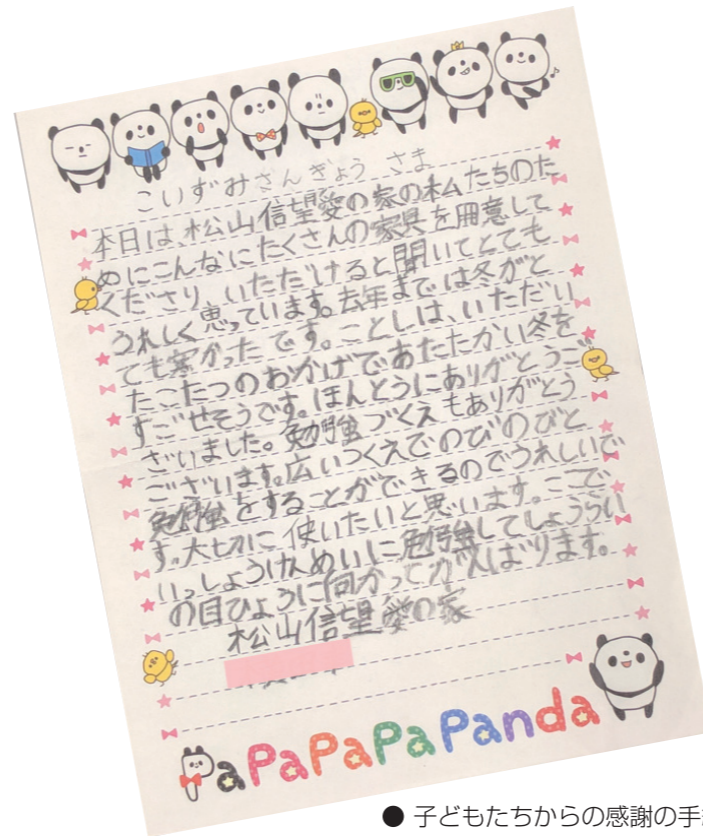 こいずみさんぎょう さま
本日は、松山信望愛の家の私たちのた
めにこんなにたくさんの家具を用意して
くださり、いただけると聞いてとても
うれしく思っています。去年までは冬がと
ても寒かったです。ことしは、いただい
たこたつのおかげであたたかい冬を
すごせそうです。ほんとうにありがとうご
ざいました。勉強づくえもありがとう
ございます。広いつくえでのびのびと
勉強をすることができるのでうれしいで
す。大切に使いたいと思います。ここで
いっしょうけんめいに勉強してしょうらい
の目ひょうに向かってがんばります。
松山信望愛の家
PaPaPaPaPanda
● 子どもたちからの感謝の手